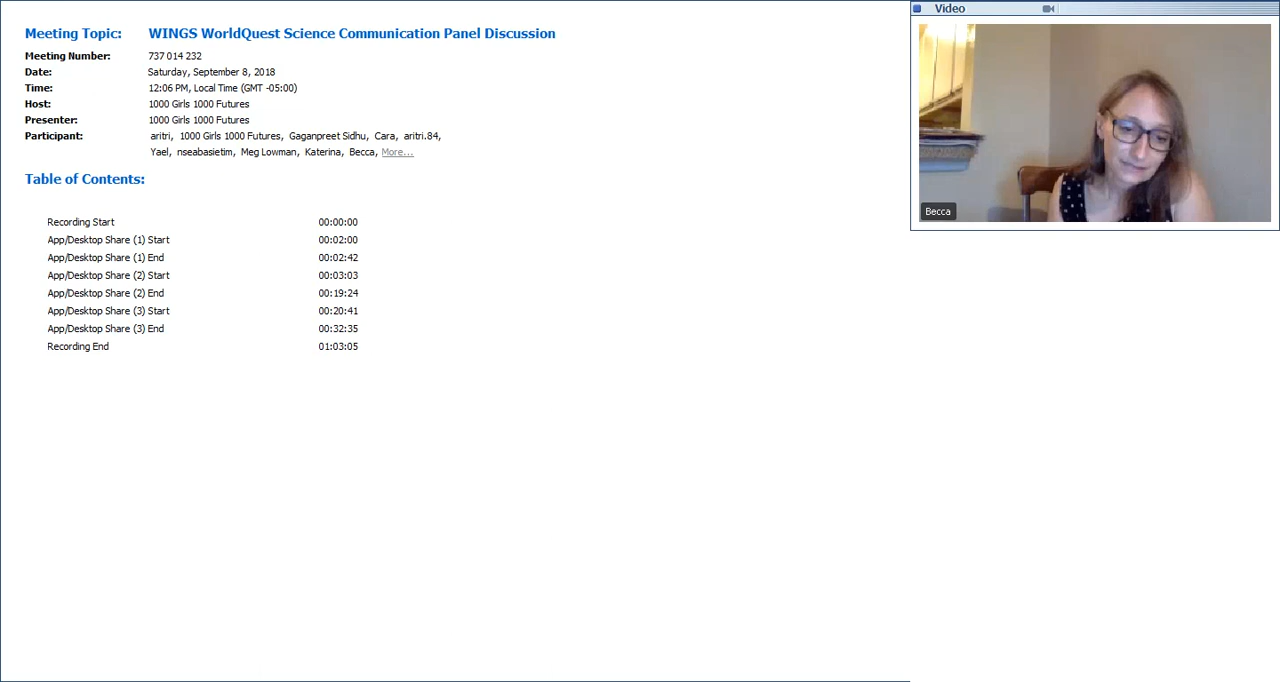 Meeting Topic: WINGS WorldQuest Science Communication Panel Discussion
Meeting Number: 737 014 232
Date: Saturday, September 8, 2018
Time: 12:06 PM, Local Time (GMT -05:00)
Host: 1000 Girls 1000 Futures
Presenter: 1000 Girls 1000 Futures
Participant: aritri, 1000 Girls 1000 Futures, Gaganpreet Sidhu, Cara, aritri.84,
Yael, nseabasietim, Meg Lowman, Katerina, Becca, More...
Table of Contents:
Recording Start 00:00:00
App/Desktop Share (1) Start 00:02:00
App/Desktop Share (1) End 00:02:42
App/Desktop Share (2) Start 00:03:03
App/Desktop Share (2) End 00:19:24
App/Desktop Share (3) Start 00:20:41
App/Desktop Share (3) End 00:32:35
Recording End 01:03:05
Video
Becca